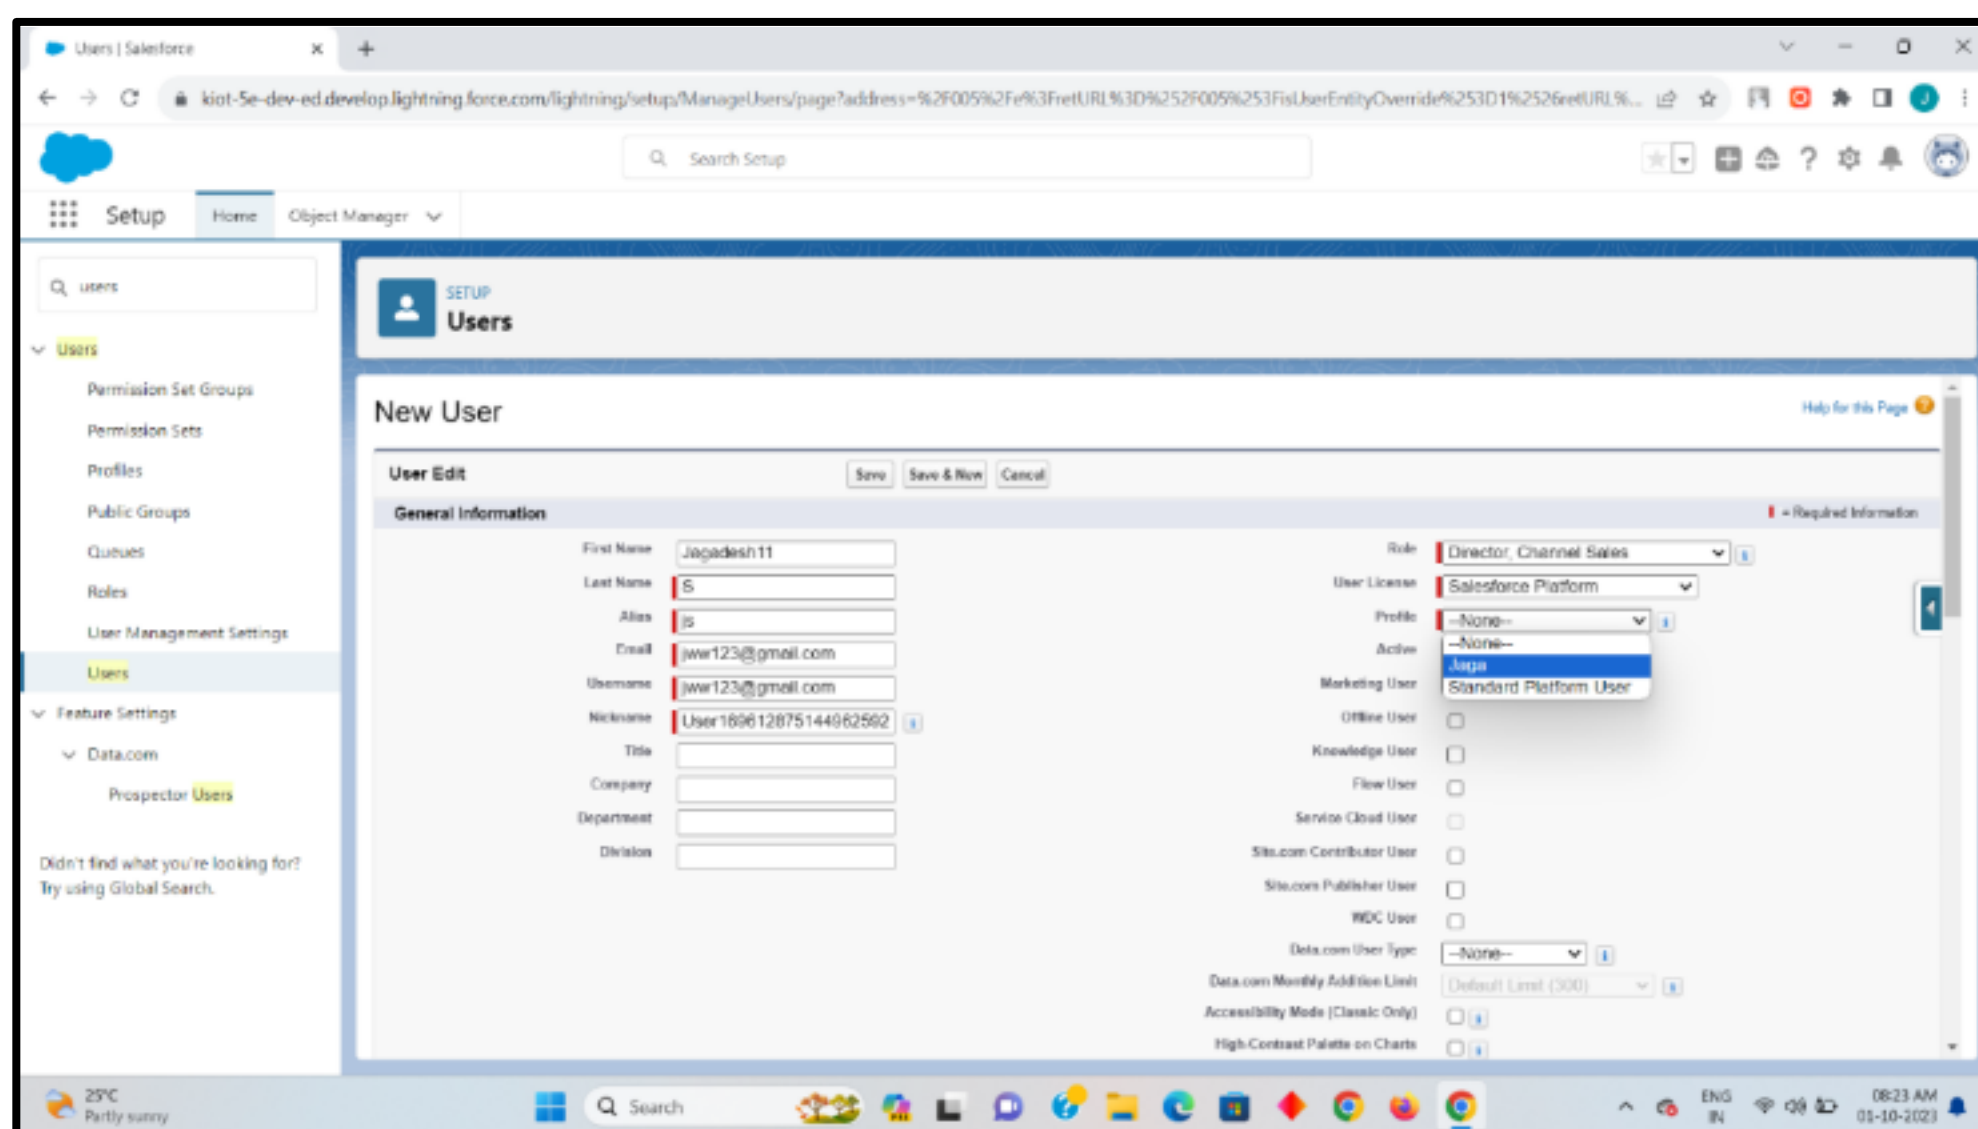 Users | Salesforce
kiot-5e-dev-ed.develop.lightning.force.com/lightning/setup/ManageUsers/page?address=%2F005%2Fe%3FretURL%3D%252F005%253FisUserEntityOverride%253D1%2526retURL%...
Search Setup
Setup Home Object Manager
users
SETUP
Users
Users
Permission Set Groups
Permission Sets
Profiles
Public Groups
Queues
Roles
User Management Settings
Users
Feature Settings
Data.com
Prospector Users
Didn't find what you're looking for?
Try using Global Search.
New User
Help for this Page
User Edit Save Save & New Cancel
General Information = Required Information
First Name Jagadesh11
Last Name S
Alias js
Email jwwr123@gmail.com
Username jwwr123@gmail.com
Nickname
Title
Company
Department
Division
Role Director, Channel Sales
User License Salesforce Platform
Profile --None--
--None--
Jaga
Standard Platform User
Active
Marketing User
Offline User
Knowledge User
Flow User
Service Cloud User
Site.com Contributor User
Site.com Publisher User
WDC User
Data.com User Type --None--
Data.com Monthly Addition Limit Default Limit (300)
Accessibility Mode (Classic Only)
High-Contrast Palette on Charts
25°C
Partly sunny
Search
ENG
IN
08:23 AM
01-10-2023